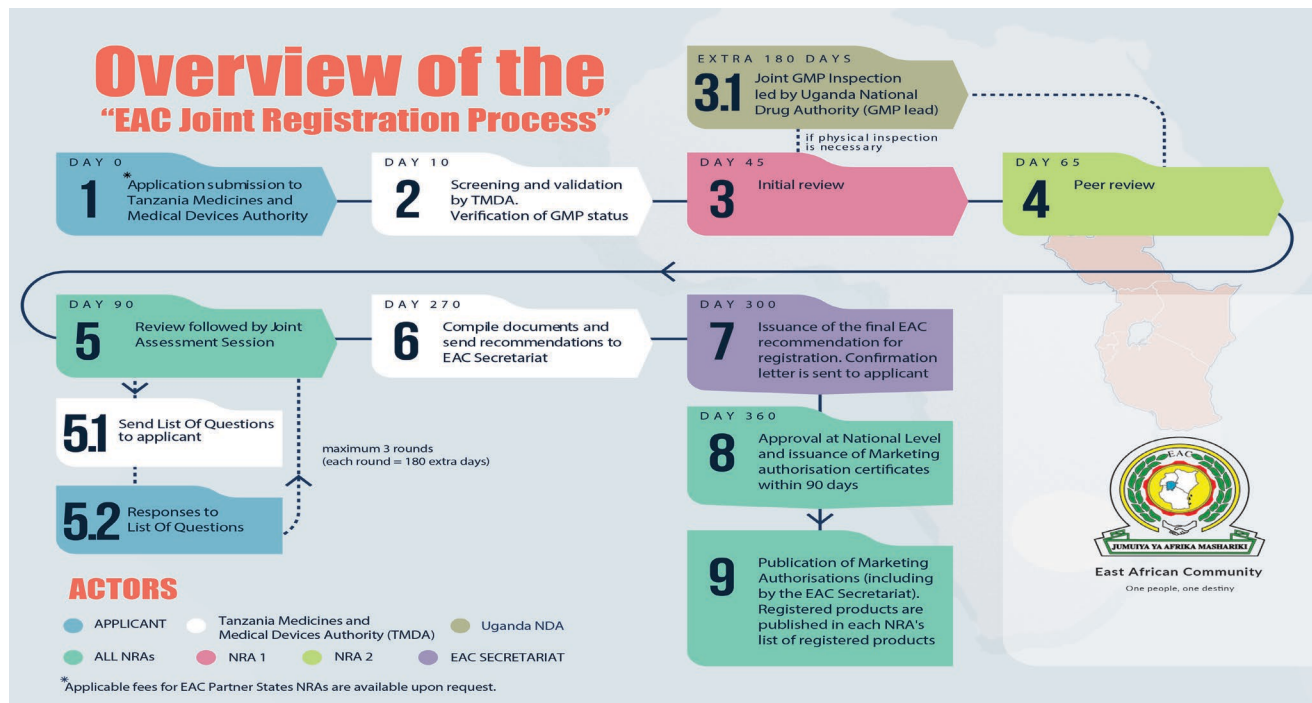 Overview of the
“EAC Joint Registration Process”
EXTRA 180 DAYS
3.1
Joint GMP Inspection
led by Uganda National
Drug Authority (GMP lead)
if physical inspection
is necessary
DAY 0
1
*Application submission to
Tanzania Medicines and
Medical Devices Authority
DAY 10
2
Screening and validation
by TMDA.
Verification of GMP status
DAY 45
3
Initial review
DAY 65
4
Peer review
DAY 90
5
Review followed by Joint
Assessment Session
DAY 270
6
Compile documents and
send recommendations to
EAC Secretariat
DAY 300
7
Issuance of the final EAC
recommendation for
registration. Confirmation
letter is sent to applicant
5.1
Send List Of Questions
to applicant
maximum 3 rounds
(each round = 180 extra days)
5.2
Responses to
List Of Questions
DAY 360
8
Approval at National Level
and issuance of Marketing
authorisation certificates
within 90 days
9
Publication of Marketing
Authorisations (including
by the EAC Secretariat).
Registered products are
published in each NRA's
list of registered products
EAC
JUMUIYA YA AFRIKA MASHARIKI
East African Community
One people, one destiny
ACTORS
APPLICANT
Tanzania Medicines and
Medical Devices Authority (TMDA)
Uganda NDA
ALL NRAs
NRA 1
NRA 2
EAC SECRETARIAT
*Applicable fees for EAC Partner States NRAs are available upon request.